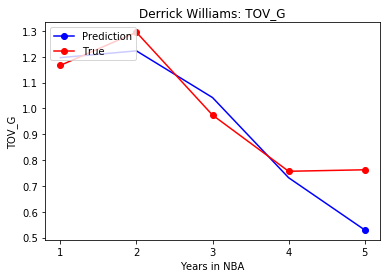 Derrick Williams: TOV_G
Prediction
True
1.3
1.2
1.1
1.0
0.9
0.8
0.7
0.6
0.5
TOV_G
1 2 3 4 5
Years in NBA